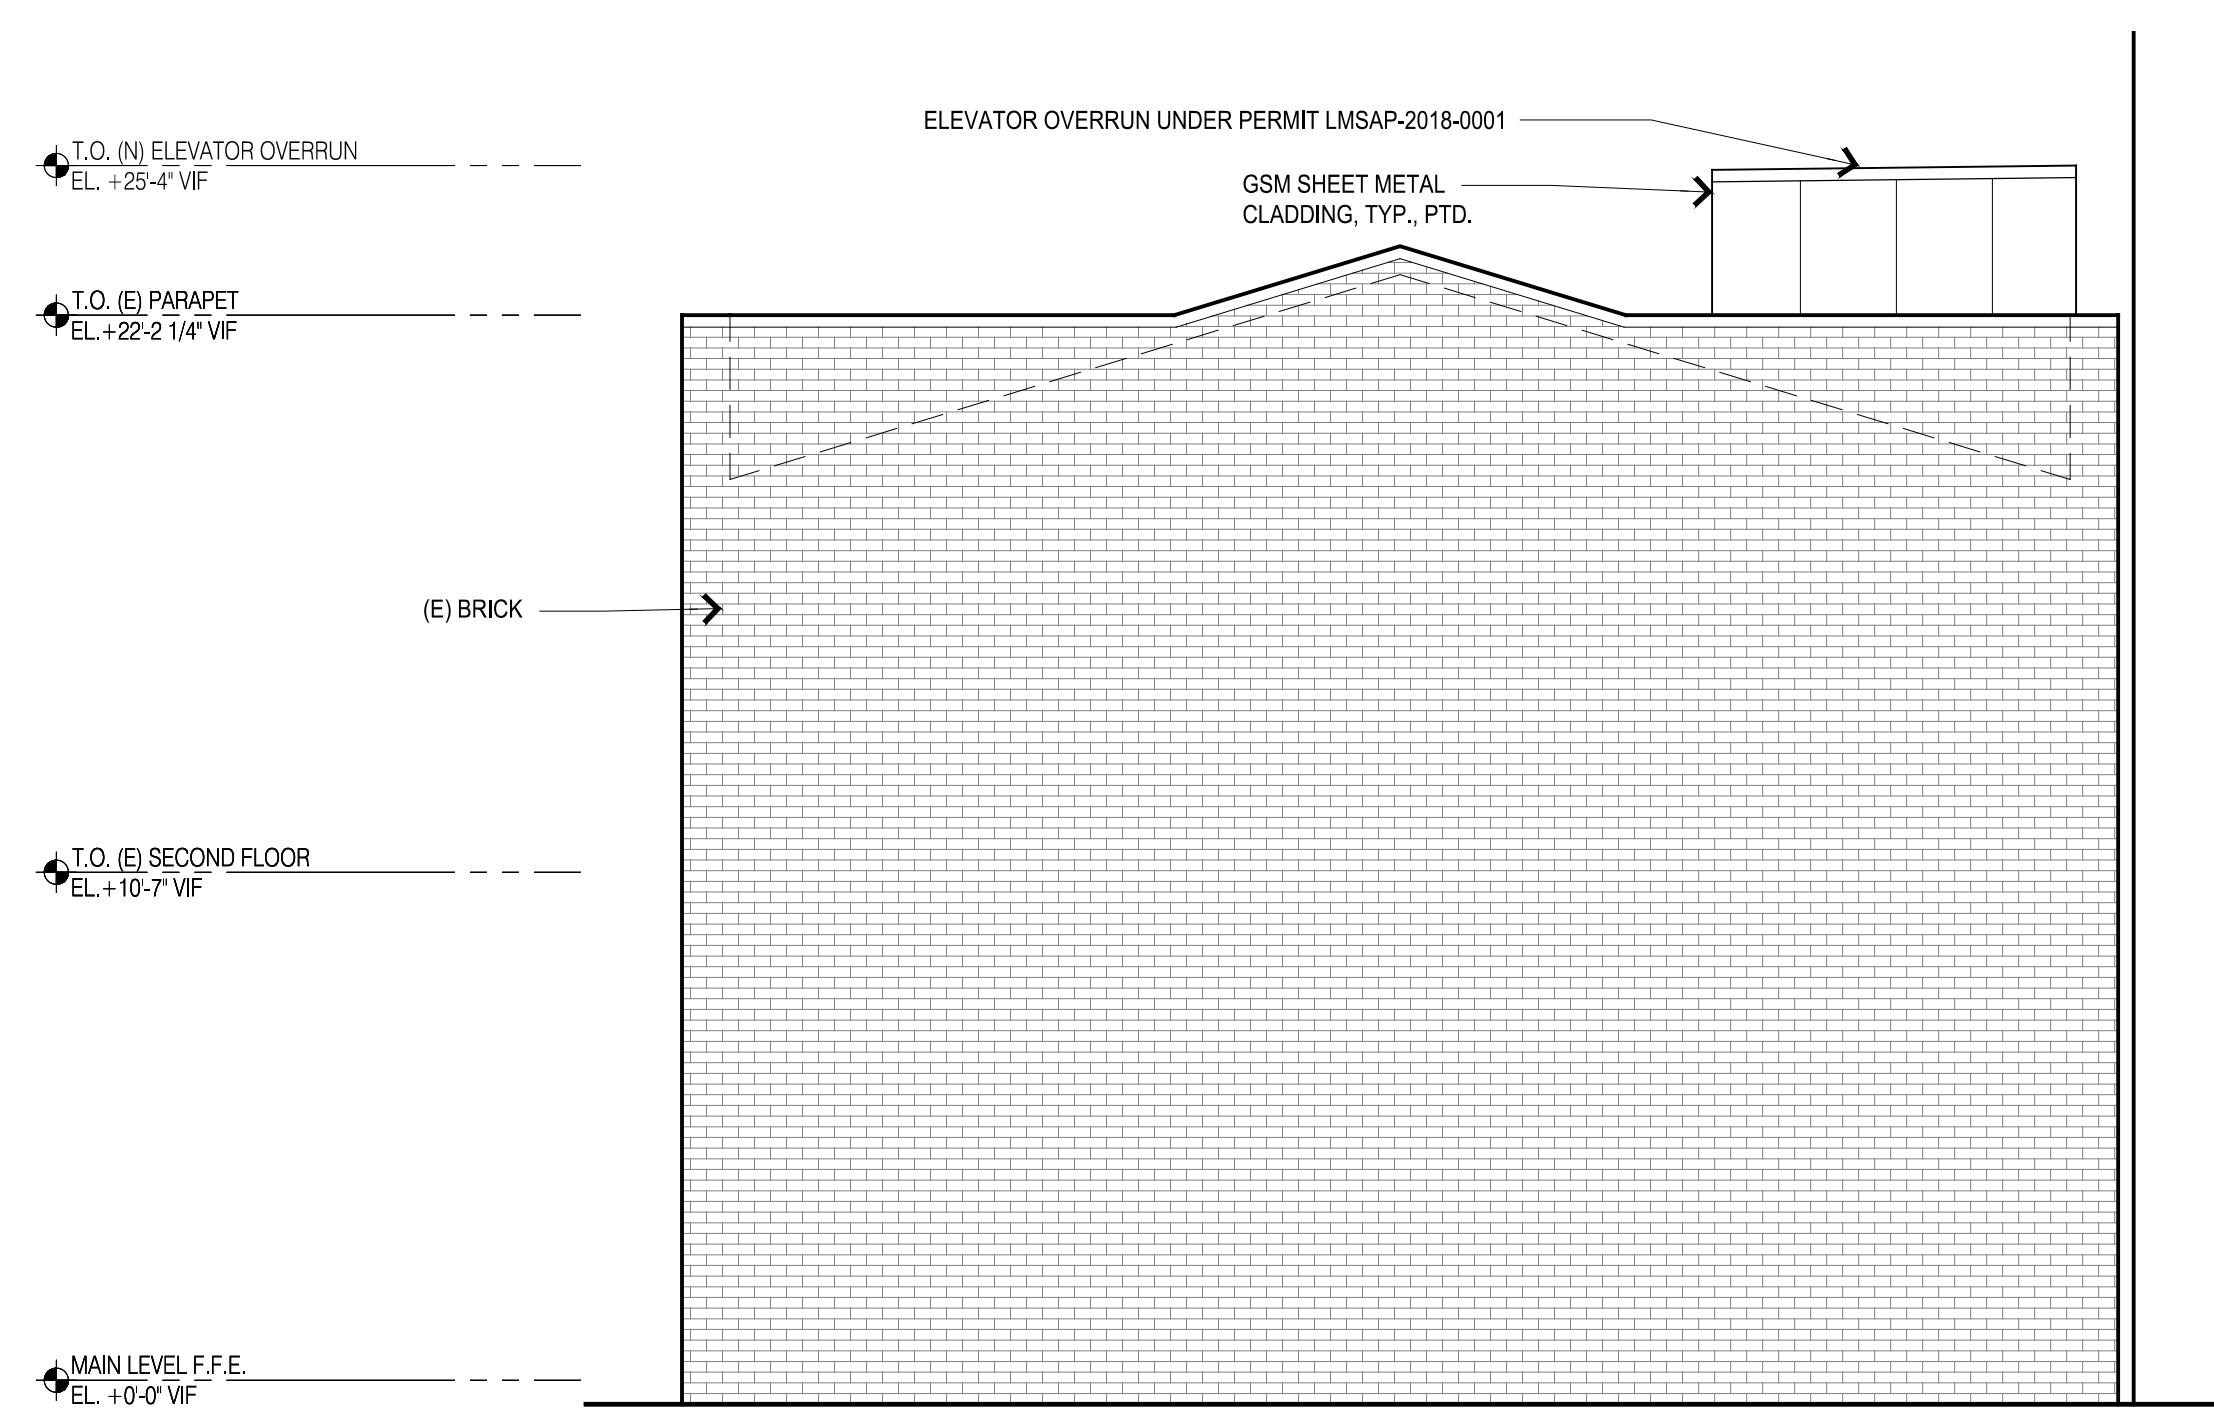 ELEVATOR OVERRUN UNDER PERMIT LMSAP-2018-0001
T.O. (N) ELEVATOR OVERRUN
EL. +25'-4" VIF
GSM SHEET METAL
CLADDING, TYP., PTD.
T.O. (E) PARAPET
EL.+22'-2 1/4" VIF
(E) BRICK
T.O. (E) SECOND FLOOR
EL.+10'-7" VIF
MAIN LEVEL F.F.E.
EL. +0'-0" VIF